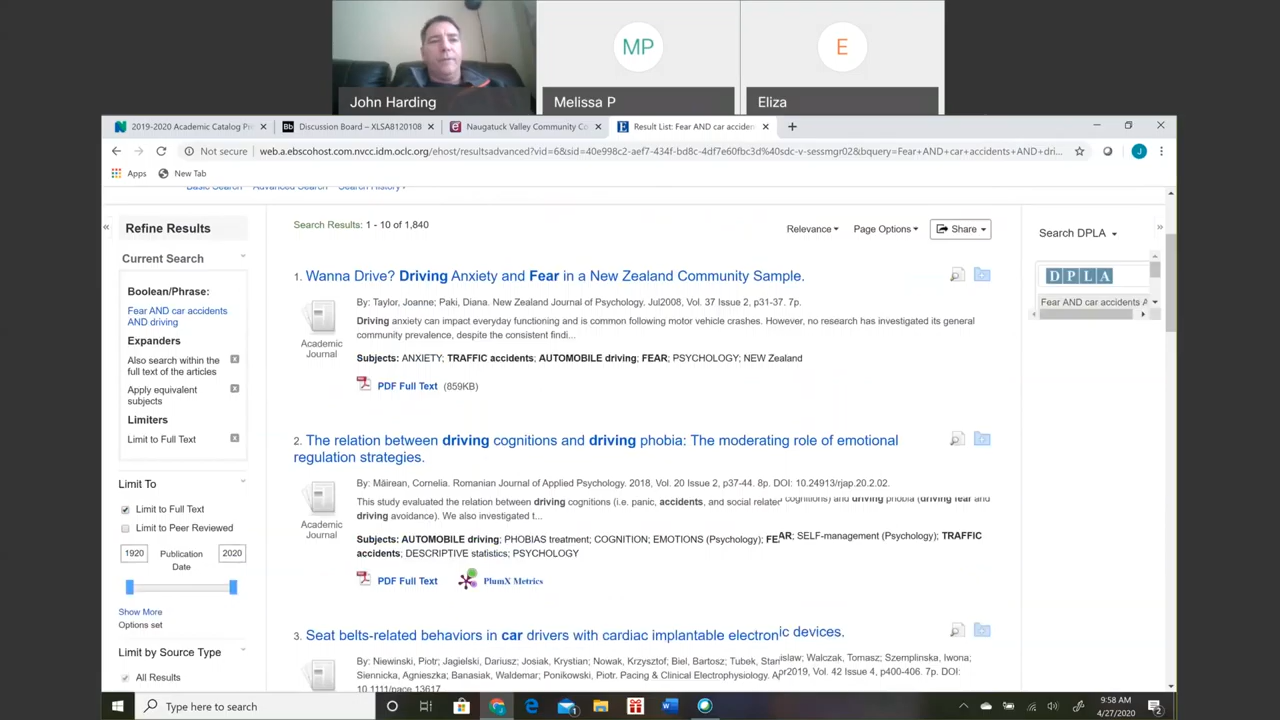 MP
E
John Harding
Melissa P
Eliza
2019-2020 Academic Catalog Pr
Discussion Board – XLSA8120108
Naugatuck Valley Community Co
Result List: Fear AND car acciden
Not secure
web.a.ebscohost.com.nvcc.idm.oclc.org/ehost/resultsadvanced?vid=6&sid=40e998c2-aef7-434f-bd8c-4df7e60fbc3d%40sdc-v-sessmgr02&bquery=Fear+AND+car+accidents+AND+dri...
J
Apps
New Tab
Basic Search Advanced Search Search History
Refine Results
Current Search
Boolean/Phrase:
Fear AND car accidents
AND driving
Expanders
Also search within the
full text of the articles
Apply equivalent
subjects
Limiters
Limit to Full Text
Limit To
Limit to Full Text
Limit to Peer Reviewed
1920
Publication
Date
2020
Show More
Options set
Limit by Source Type
All Results
Search Results: 1 - 10 of 1,840
Relevance
Page Options
Share
1. Wanna Drive? Driving Anxiety and Fear in a New Zealand Community Sample.
Academic
Journal
By: Taylor, Joanne; Paki, Diana. New Zealand Journal of Psychology. Jul2008, Vol. 37 Issue 2, p31-37. 7p.
Driving anxiety can impact everyday functioning and is common following motor vehicle crashes. However, no research has investigated its general
community prevalence, despite the consistent findi...
Subjects: ANXIETY; TRAFFIC accidents; AUTOMOBILE driving; FEAR; PSYCHOLOGY; NEW Zealand
PDF Full Text (859KB)
2. The relation between driving cognitions and driving phobia: The moderating role of emotional
regulation strategies.
Academic
Journal
By: Măirean, Cornelia. Romanian Journal of Applied Psychology. 2018, Vol. 20 Issue 2, p37-44. 8p. DOI: 10.24913/rjap.20.2.02.
This study evaluated the relation between driving cognitions (i.e. panic, accidents, and social related cognitions) and driving phobia (driving fear and
driving avoidance). We also investigated t...
Subjects: AUTOMOBILE driving; PHOBIAS treatment; COGNITION; EMOTIONS (Psychology); FEAR; SELF-management (Psychology); TRAFFIC
accidents; DESCRIPTIVE statistics; PSYCHOLOGY
PDF Full Text
PlumX Metrics
3. Seat belts-related behaviors in car drivers with cardiac implantable electronic devices.
By: Niewinski, Piotr; Jagielski, Dariusz; Josiak, Krystian; Nowak, Krzysztof; Biel, Bartosz; Tubek, Stanislaw; Walczak, Tomasz; Szemplinska, Iwona;
Siennicka, Agnieszka; Banasiak, Waldemar; Ponikowski, Piotr. Pacing & Clinical Electrophysiology. Apr2019, Vol. 42 Issue 4, p400-406. 7p. DOI:
10.1111/pace.13617
Search DPLA
DPLA
Fear AND car accidents A
Type here to search
9:58 AM
4/27/2020
2